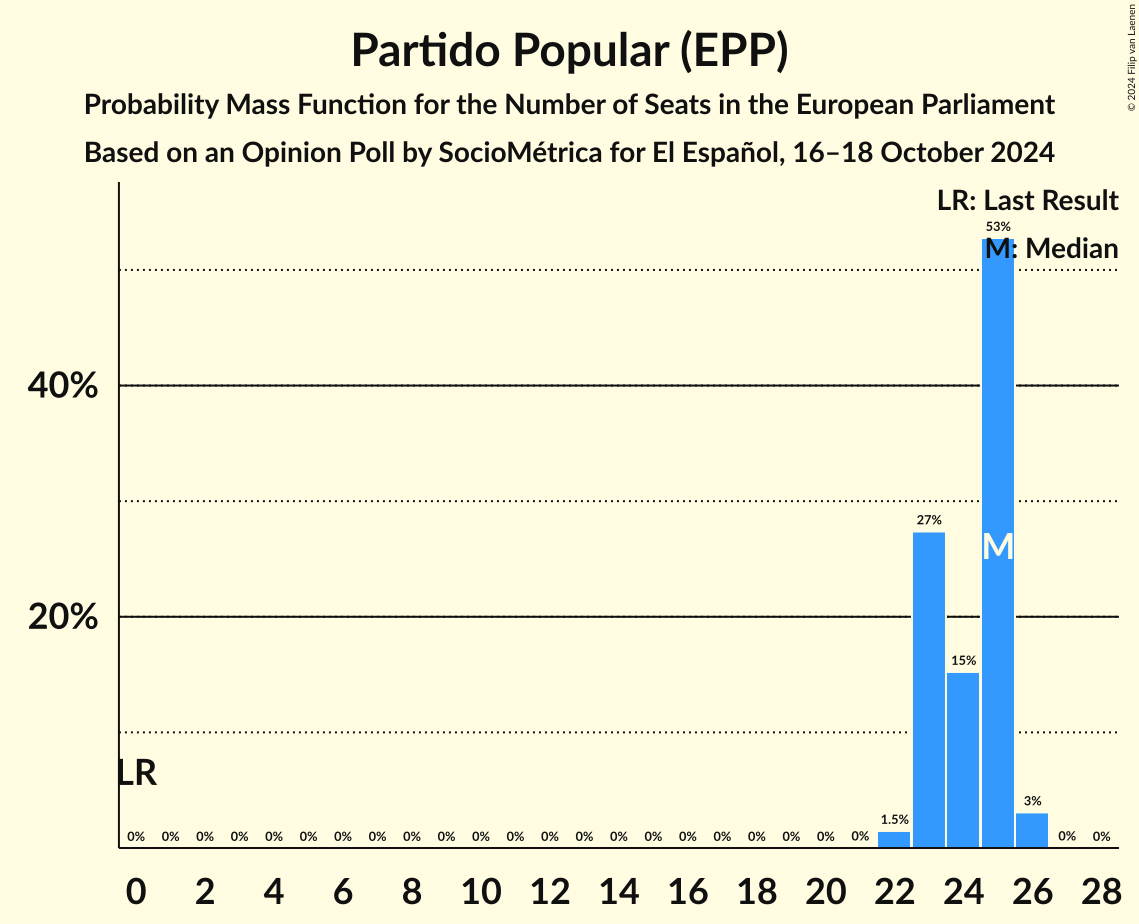 Partido Popular (EPP)
Probability Mass Function for the Number of Seats in the European Parliament
Based on an Opinion Poll by SocioMétrica for El Español, 16–18 October 2024
© 2024 Filip van Laenen
LR: Last Result
M: Median
53%
40%
27%
M
20%
15%
LR
0% 0% 0% 0% 0% 0% 0% 0% 0% 0% 0% 0% 0% 0% 0% 0% 0% 0% 0% 0% 0% 0% 1.5% 3% 0% 0%
0 2 4 6 8 10 12 14 16 18 20 22 24 26 28